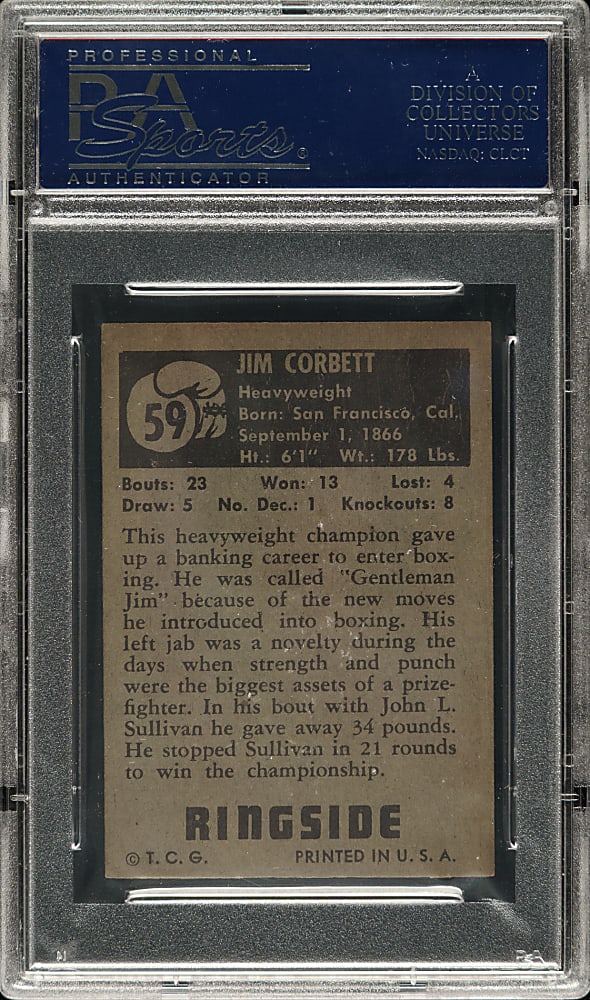 PROFESSIONAL
PSA
Sports®
AUTHENTICATOR
A
DIVISION OF
COLLECTORS
UNIVERSE
NASDAQ: CLCT
59
JIM CORBETT
Heavyweight
Born: San Francisco, Cal.
September 1, 1866
Ht.: 6'1" Wt.: 178 Lbs.
Bouts: 23 Won: 13 Lost: 4
Draw: 5 No. Dec.: 1 Knockouts: 8
This heavyweight champion gave
up a banking career to enter box-
ing. He was called "Gentleman
Jim" because of the new moves
he introduced into boxing. His
left jab was a novelty during the
days when strength and punch
were the biggest assets of a prize-
fighter. In his bout with John L.
Sullivan he gave away 34 pounds.
He stopped Sullivan in 21 rounds
to win the championship.
RINGSIDE
© T. C. G. PRINTED IN U. S. A.
PSA